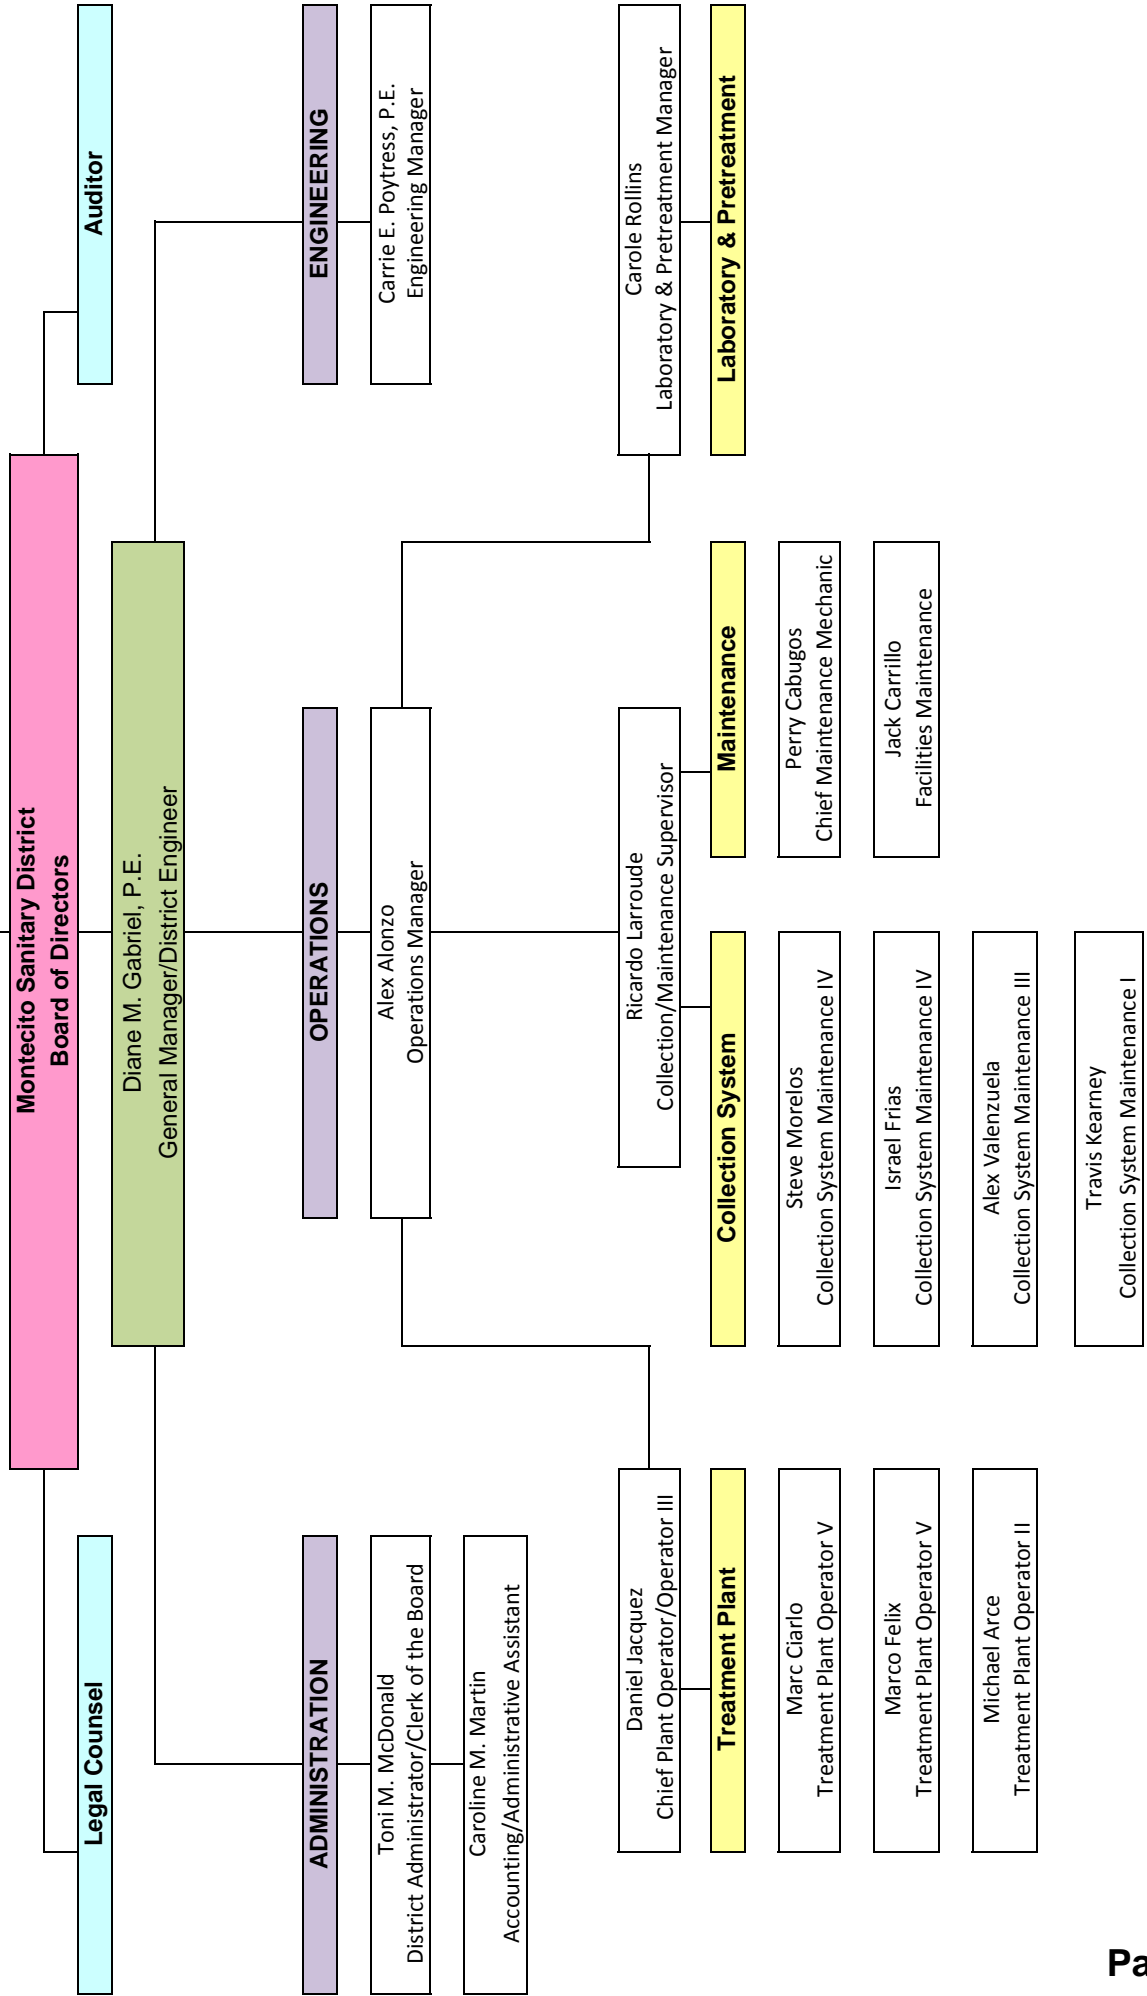 Montecito Sanitary District
Board of Directors
Legal Counsel
Auditor
Diane M. Gabriel, P.E.
General Manager/District Engineer
ADMINISTRATION
OPERATIONS
ENGINEERING
Toni M. McDonald
District Administrator/Clerk of the Board
Alex Alonzo
Operations Manager
Carrie E. Poytress, P.E.
Engineering Manager
Caroline M. Martin
Accounting/Administrative Assistant
Daniel Jacquez
Chief Plant Operator/Operator III
Ricardo Larroude
Collection/Maintenance Supervisor
Carole Rollins
Laboratory & Pretreatment Manager
Treatment Plant
Collection System
Maintenance
Laboratory & Pretreatment
Marc Ciarlo
Treatment Plant Operator V
Steve Morelos
Collection System Maintenance IV
Perry Cabugos
Chief Maintenance Mechanic
Marco Felix
Treatment Plant Operator V
Israel Frias
Collection System Maintenance IV
Jack Carrillo
Facilities Maintenance
Michael Arce
Treatment Plant Operator II
Alex Valenzuela
Collection System Maintenance III
Travis Kearney
Collection System Maintenance I
Pa